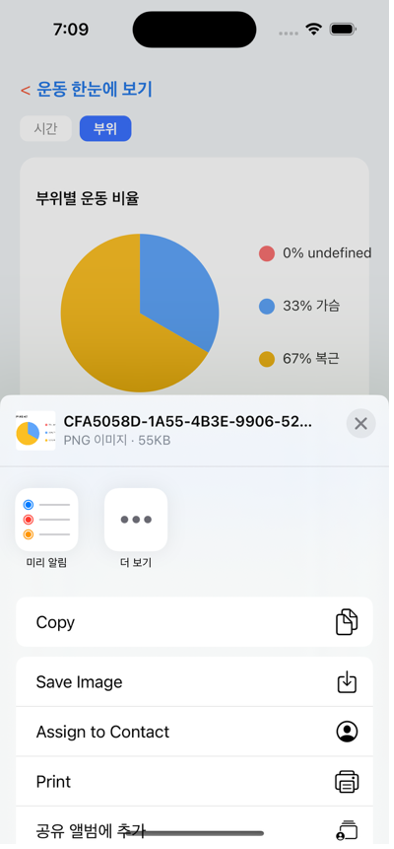 7:09
< 운동 한눈에 보기
시간
부위
부위별 운동 비율
0% undefined
33% 가슴
67% 복근
CFA5058D-1A55-4B3E-9906-52...
PNG 이미지 · 55KB
미리 알림
더 보기
Copy
Save Image
Assign to Contact
Print
공유 앨범에 추가